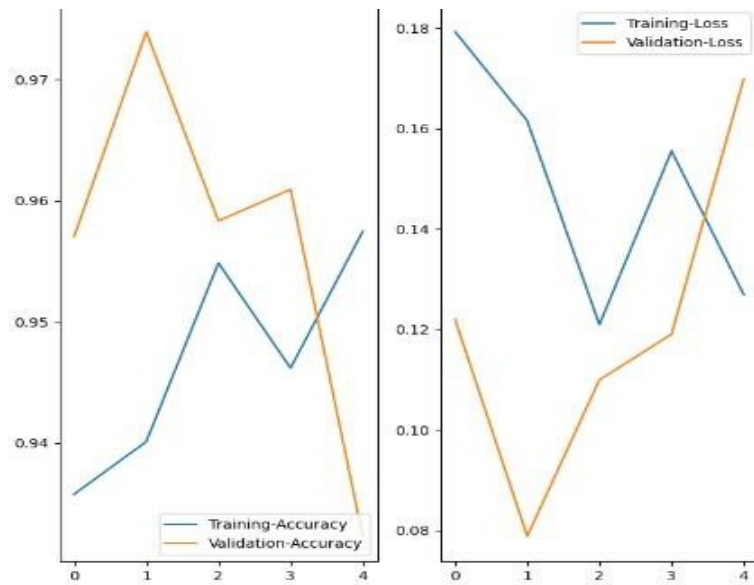 0.97
0.96
0.95
0.94
0 1 2 3 4
Training-Accuracy
Validation-Accuracy
0.18
0.16
0.14
0.12
0.10
0.08
0 1 2 3 4
Training-Loss
Validation-Loss